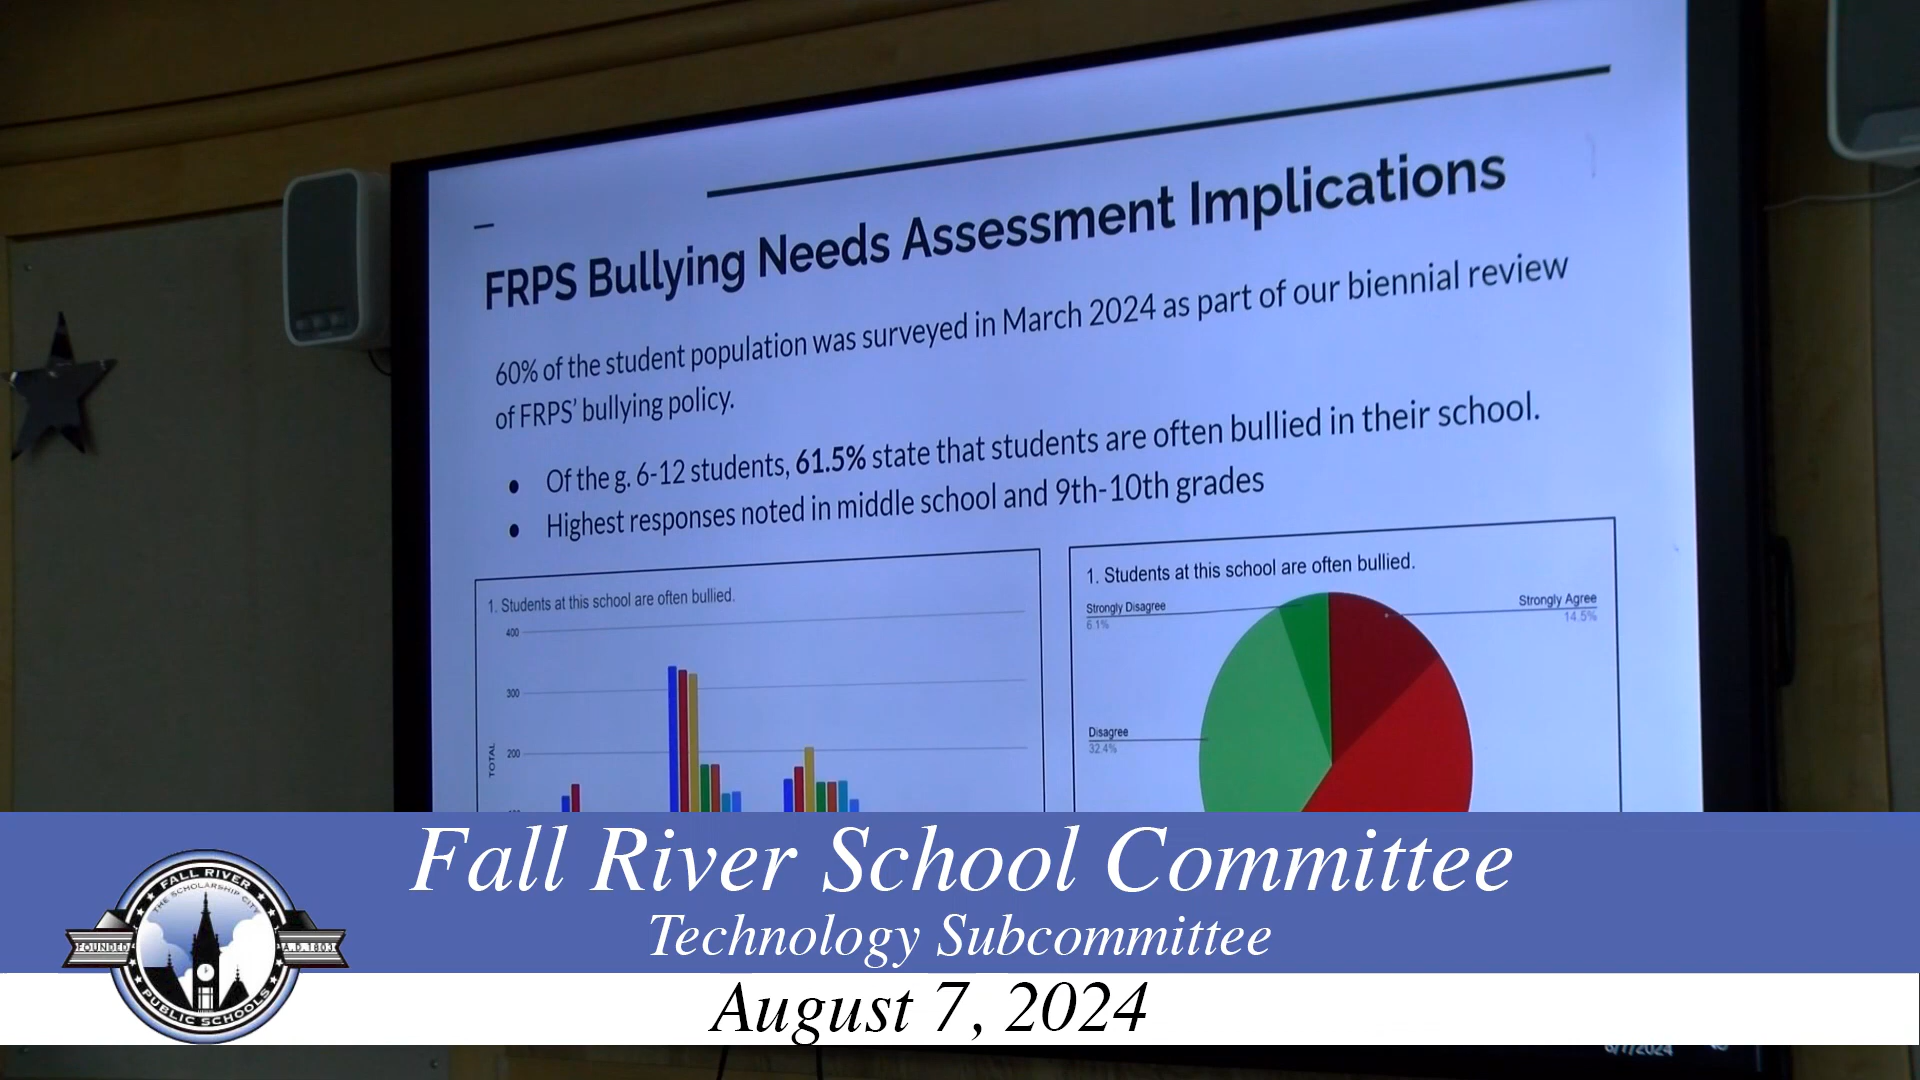 FRPS Bullying Needs Assessment Implications
60% of the student population was surveyed in March 2024 as part of our biennial review
of FRPS' bullying policy.
• Of the g. 6-12 students, 61.5% state that students are often bullied in their school.
• Highest responses noted in middle school and 9th-10th grades
1. Students at this school are often bullied.
400
300
200
TOTAL
1. Students at this school are often bullied.
Strongly Disagree
6.1%
Strongly Agree
14.5%
Disagree
32.4%
Fall River School Committee
Technology Subcommittee
August 7, 2024
FALL RIVER
THE SCHOLARSHIP CITY
FOUNDED
A.D. 1803
PUBLIC SCHOOLS